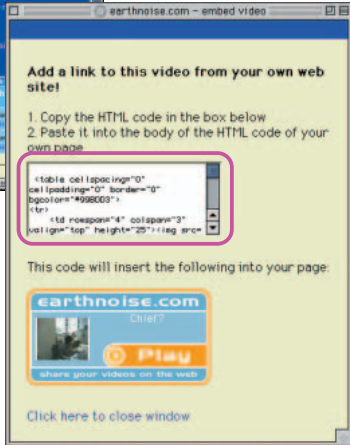 earthnoise.com – embed video
Add a link to this video from your own web
site!
1. Copy the HTML code in the box below
2. Paste it into the body of the HTML code of your
own page
<table cellspacing="0"
cellpadding="0" border="0"
bgcolor="#99B0D3">
<tr>
<td rowspan="4" colspan="3"
valign="top" height="25"><img src=
This code will insert the following into your page:
earthnoise.com
Chief?
Play
share your videos on the web
Click here to close window